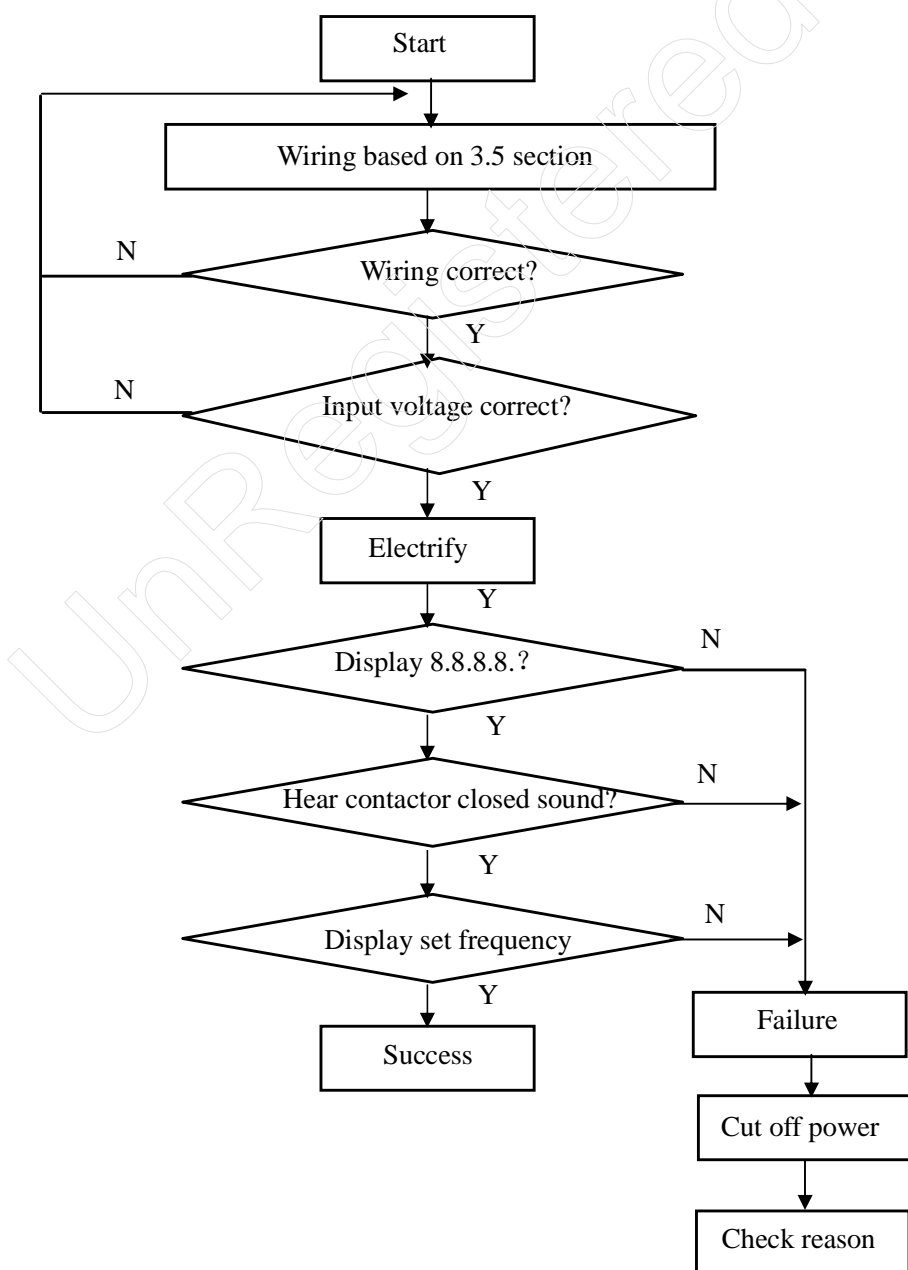 Start
Wiring based on 3.5 section
N
Wiring correct?
Y
N
Input voltage correct?
Y
Electrify
Y
N
Display 8.8.8.8.?
Y
N
Hear contactor closed sound?
Y
N
Display set frequency
Y
Failure
Success
Cut off power
Check reason
UnRegistered